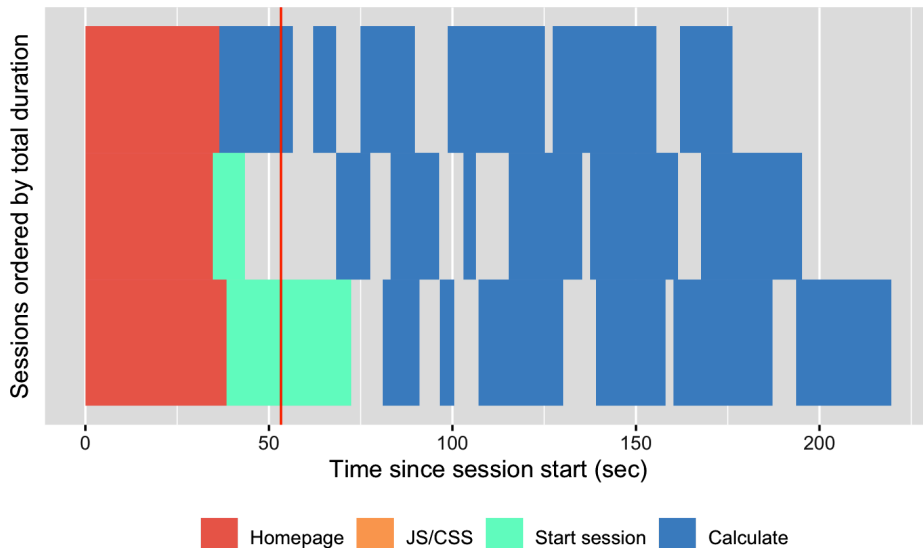 Sessions ordered by total duration
0 50 100 150 200
Time since session start (sec)
Homepage JS/CSS Start session Calculate